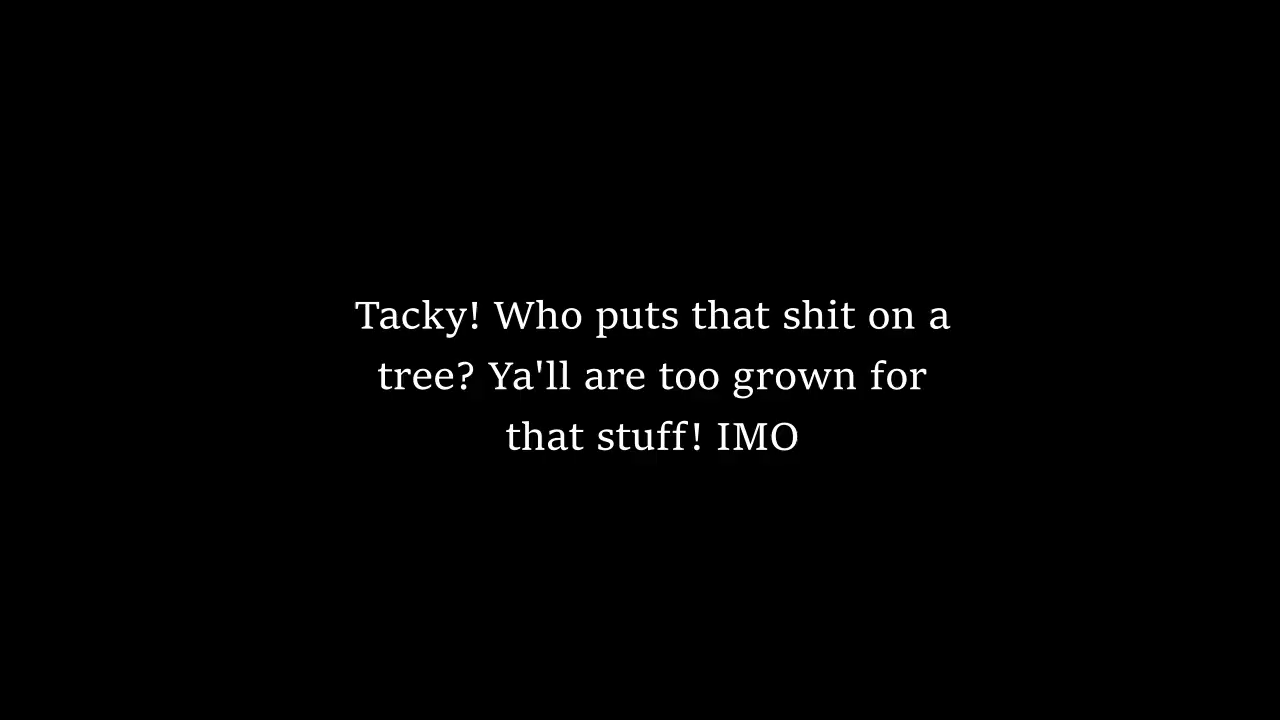 Tacky! Who puts that shit on a
tree? Ya'll are too grown for
that stuff! IMO